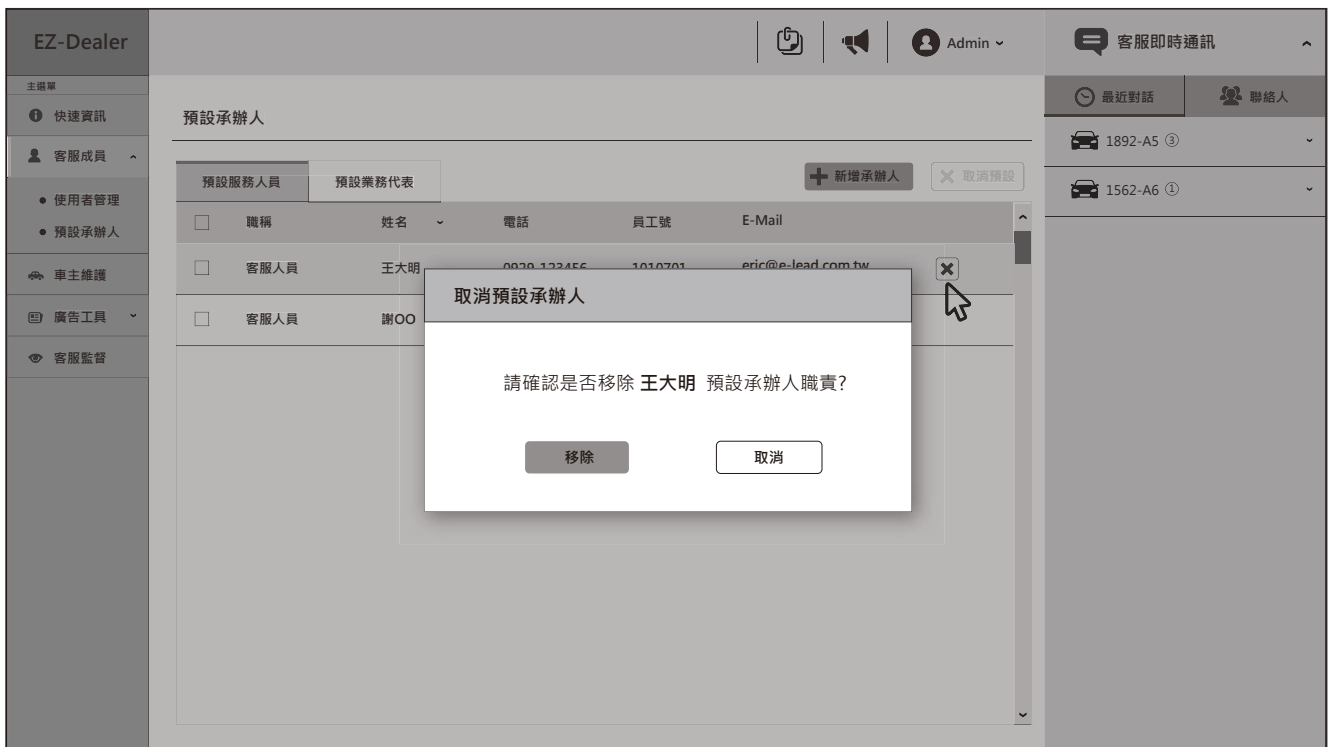 EZ-Dealer
Admin
客服即時通訊
主選單
快速資訊
客服成員
使用者管理
預設承辦人
車主維護
廣告工具
客服監督
預設承辦人
預設服務人員
預設業務代表
新增承辦人
取消預設
職稱
姓名
電話
員工號
E-Mail
客服人員
王大明
0929-123456
1010701
eric@e-lead.com.tw
客服人員
謝OO
取消預設承辦人
請確認是否移除 王大明 預設承辦人職責?
移除
取消
最近對話
聯絡人
1892-A5 ③
1562-A6 ①